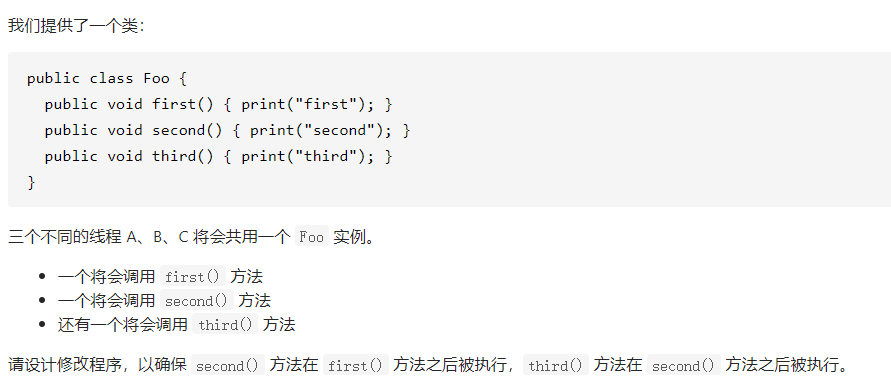 我们提供了一个类：
public class Foo {
  public void first() { print("first"); }
  public void second() { print("second"); }
  public void third() { print("third"); }
}
三个不同的线程 A、B、C 将会共用一个 Foo 实例。
• 一个将会调用 first() 方法
• 一个将会调用 second() 方法
• 还有一个将会调用 third() 方法
请设计修改程序，以确保 second() 方法在 first() 方法之后被执行，third() 方法在 second() 方法之后被执行。